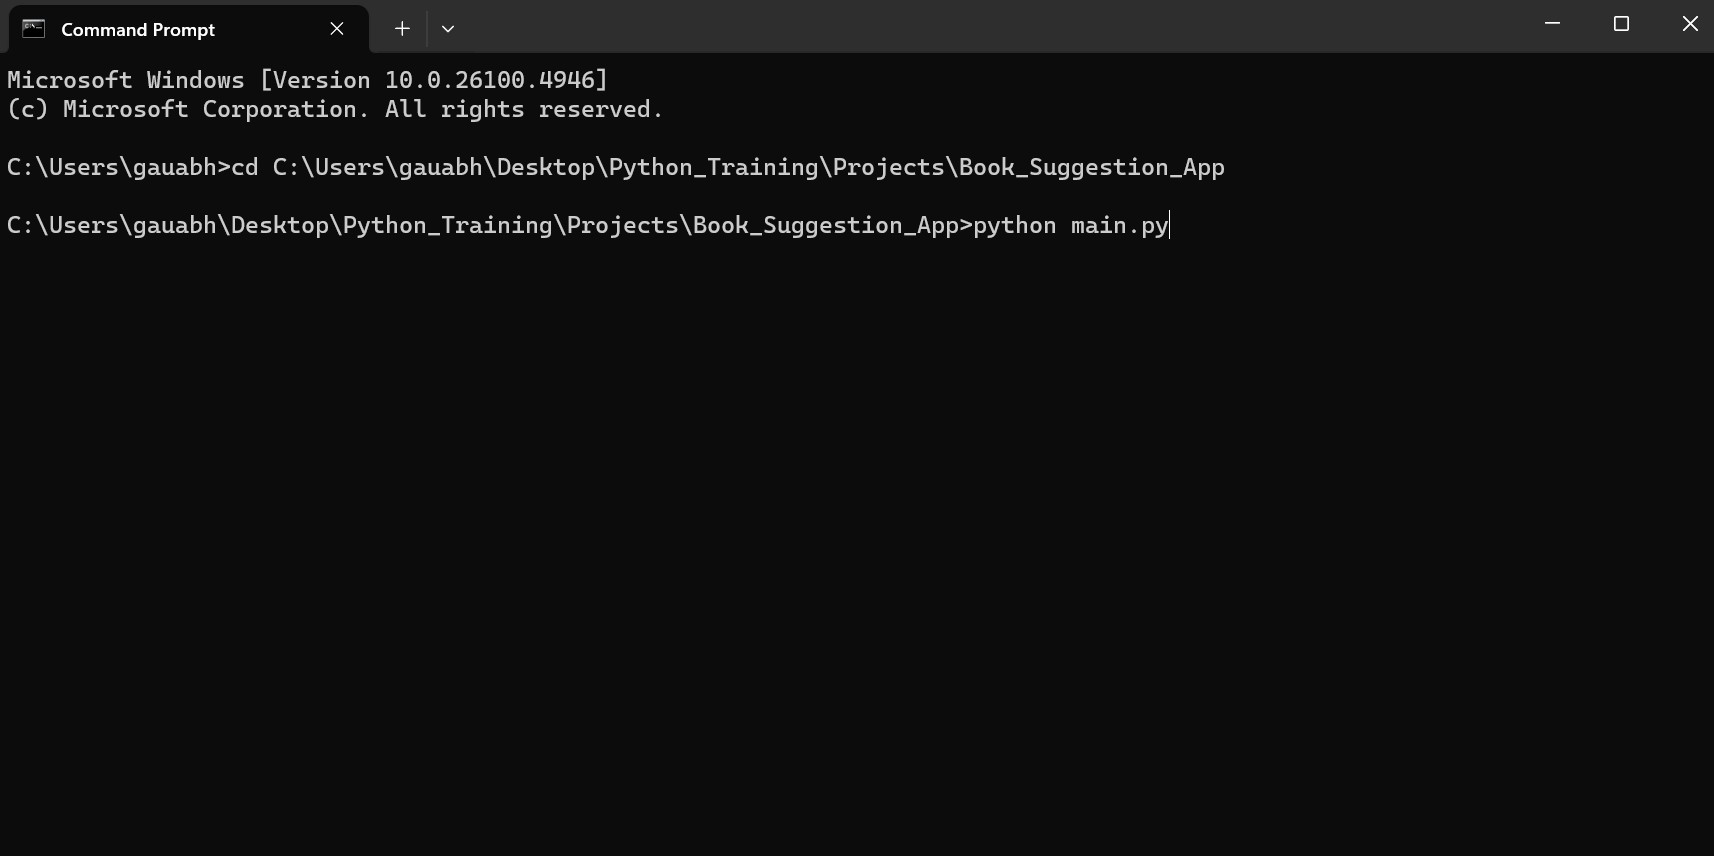 Command Prompt
Microsoft Windows [Version 10.0.26100.4946]
(c) Microsoft Corporation. All rights reserved.
C:\Users\gauabh>cd C:\Users\gauabh\Desktop\Python_Training\Projects\Book_Suggestion_App
C:\Users\gauabh\Desktop\Python_Training\Projects\Book_Suggestion_App>python main.py